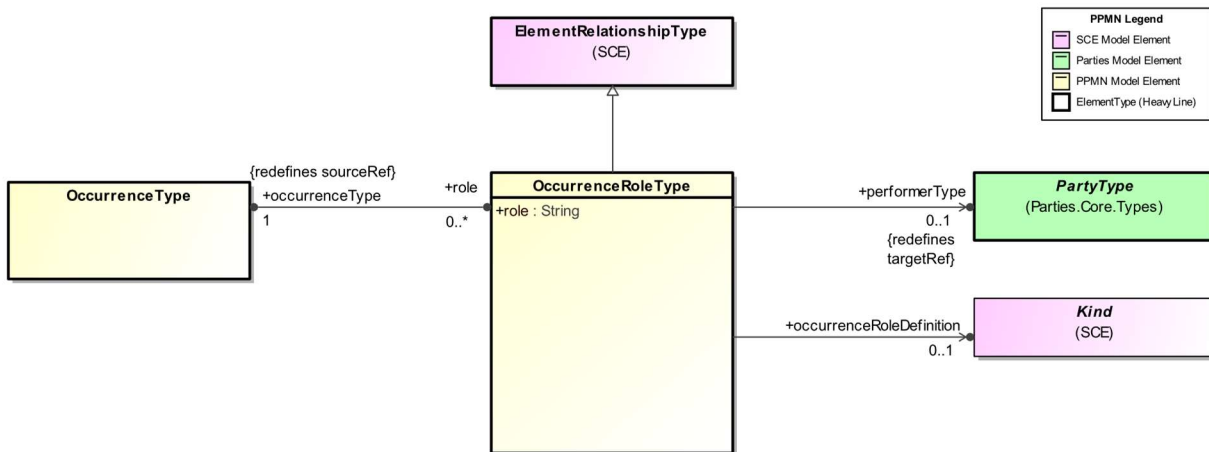 ElementRelationshipType
(SCE)
PPMN Legend
SCE Model Element
Parties Model Element
PPMN Model Element
ElementType (Heavy Line)
{redefines sourceRef}
OccurrenceType
+occurrenceType
1
+role
0..*
OccurrenceRoleType
+role : String
+performerType
0..1
{redefines
targetRef}
PartyType
(Parties.Core.Types)
+occurrenceRoleDefinition
0..1
Kind
(SCE)